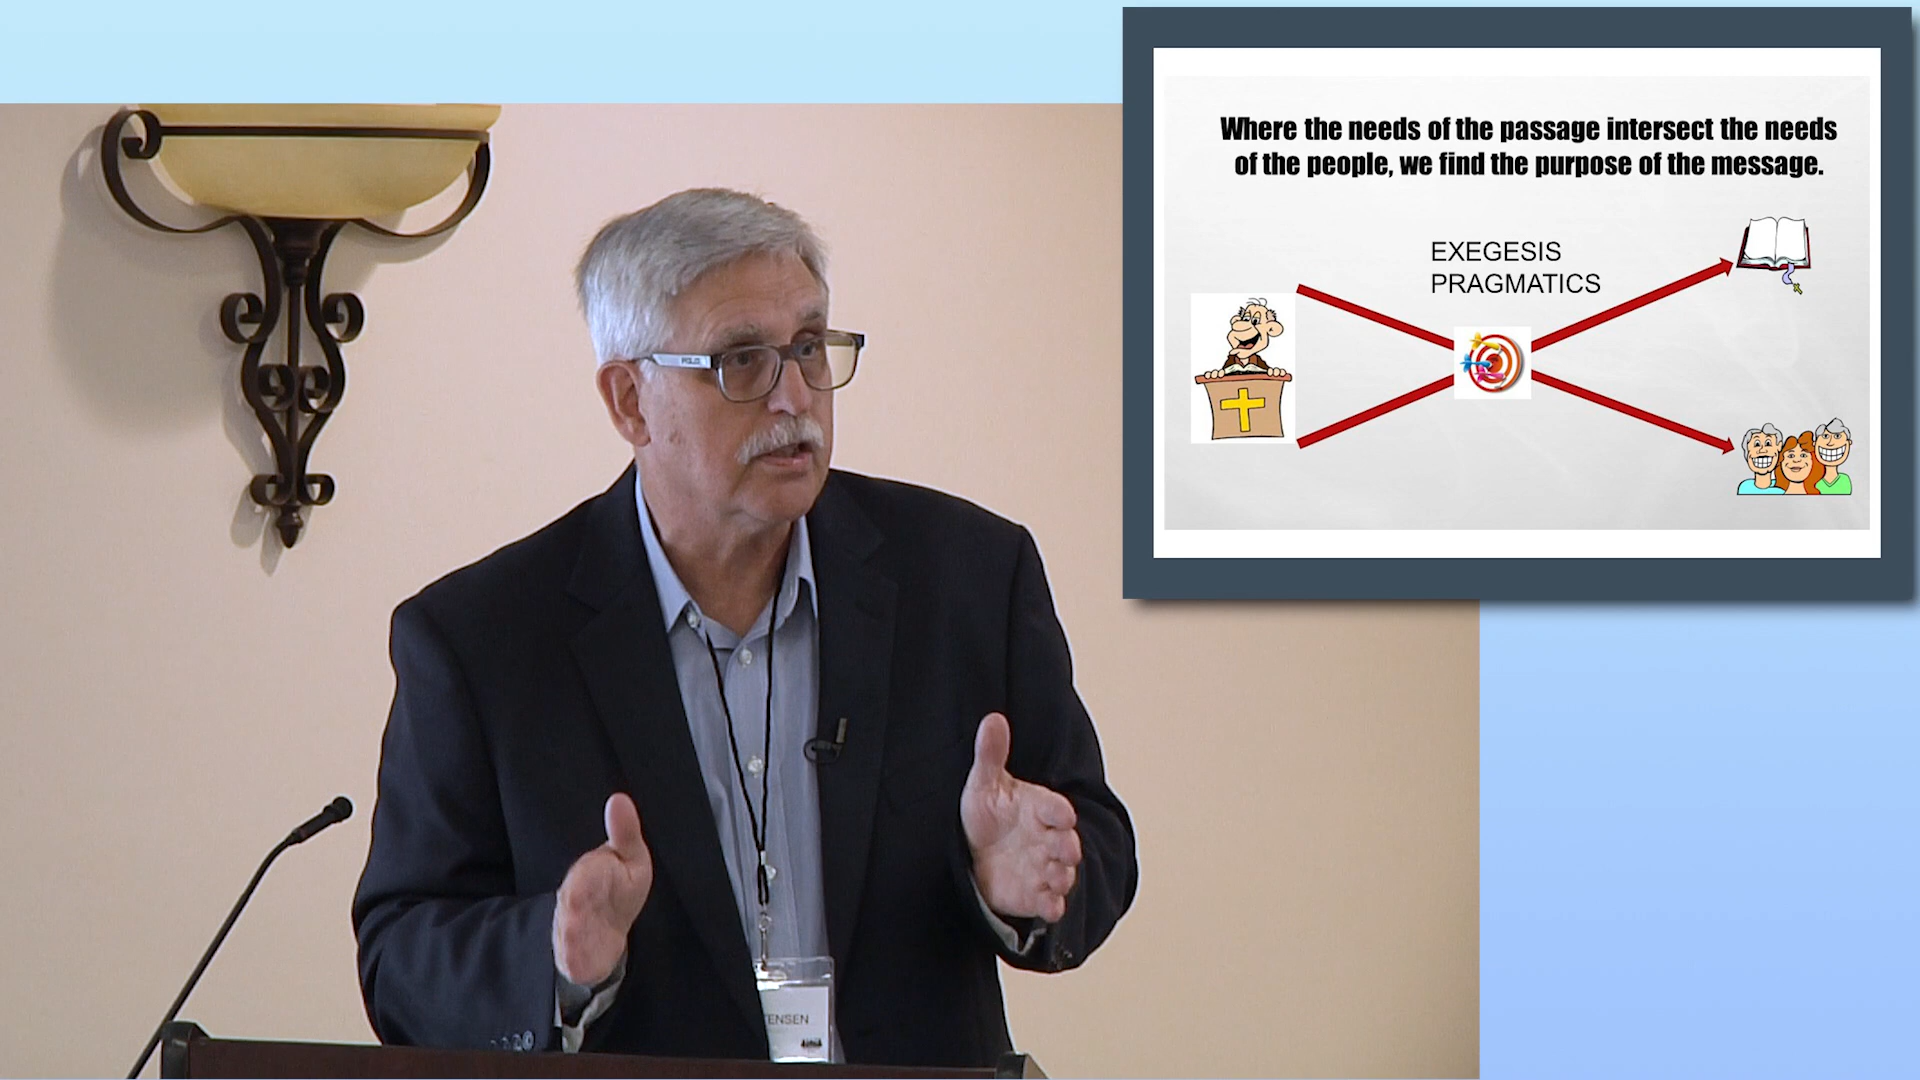 Where the needs of the passage intersect the needs
of the people, we find the purpose of the message.
EXEGESIS
PRAGMATICS
TENSEN